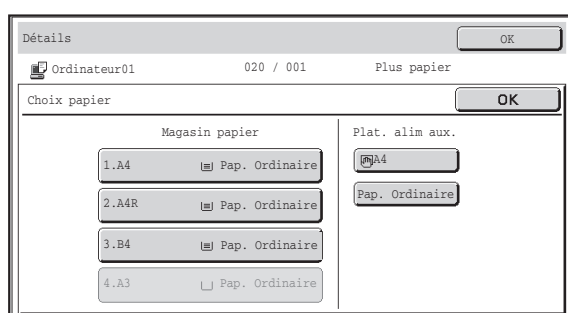 Détails OK
Ordinateur01 020 / 001 Plus papier
Choix papier OK
Magasin papier Plat. alim aux.
1.A4 Pap. Ordinaire A4
2.A4R Pap. Ordinaire Pap. Ordinaire
3.B4 Pap. Ordinaire
4.A3 Pap. Ordinaire